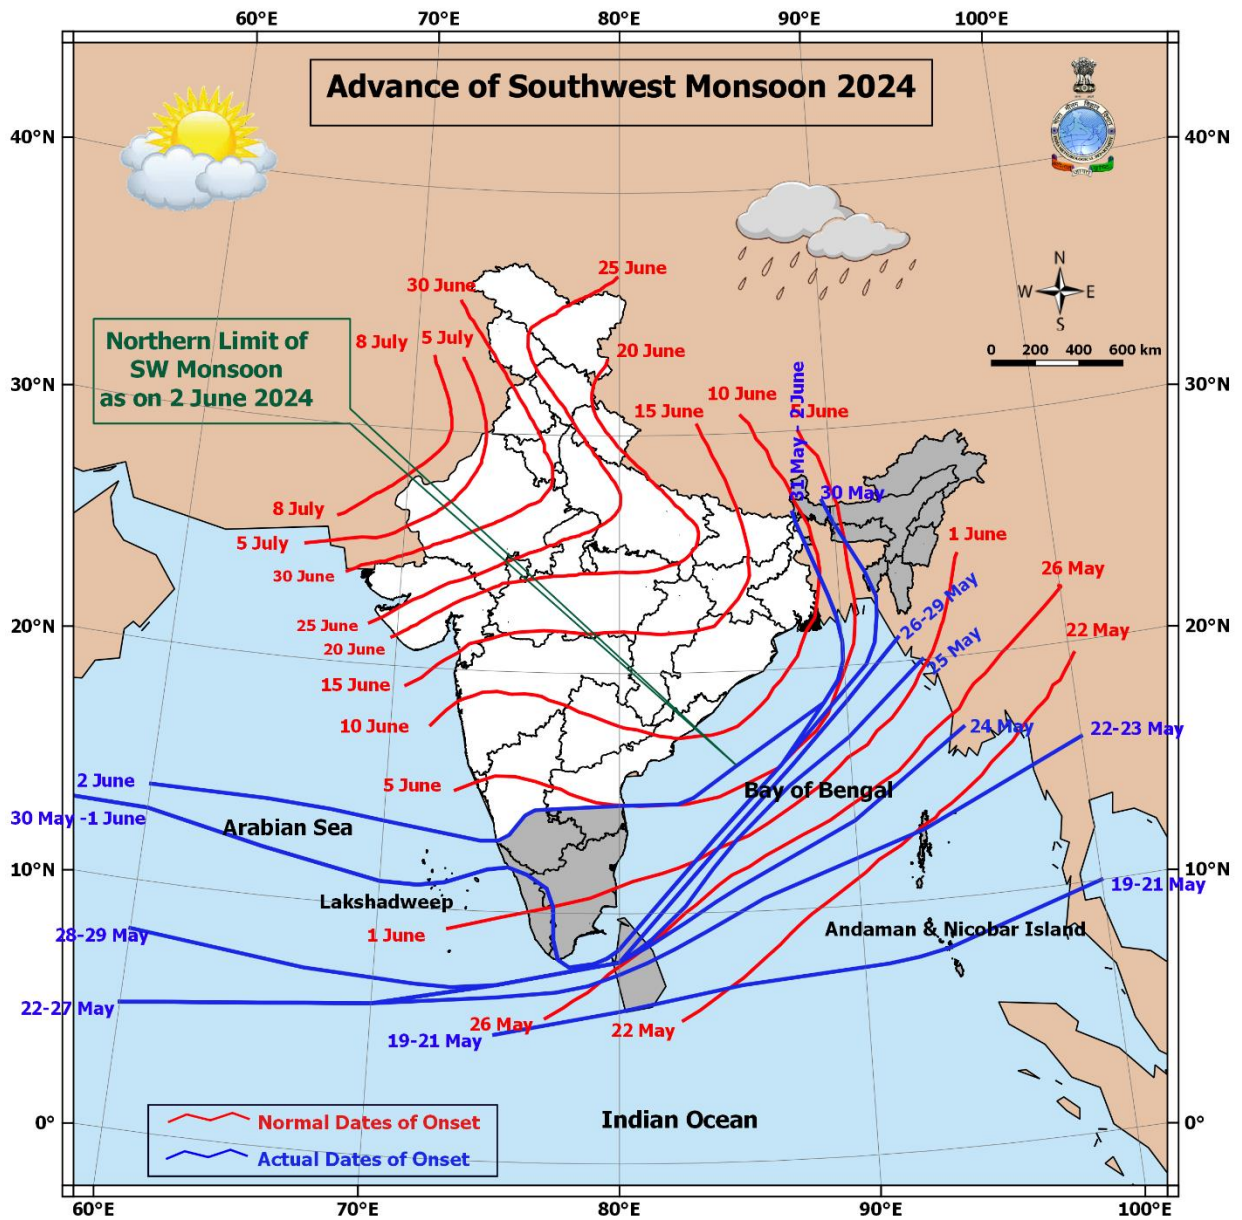 60°E 70°E 80°E 90°E 100°E
Advance of Southwest Monsoon 2024
40°N 40°N
N
W E
S
0 200 400 600 km
25 June
30 June
Northern Limit of
SW Monsoon
as on 2 June 2024
8 July
5 July
20 June
30°N 30°N
10 June
15 June
1 June
31 May - 2 June
30 May
8 July
5 July
30 June
25 June
20 June
15 June
10 June
5 June
1 June
26 May
22 May
26-29 May
25 May
24 May
22-23 May
20°N 20°N
2 June
30 May -1 June
Arabian Sea
Bay of Bengal
10°N 10°N
Lakshadweep
1 June
28-29 May
19-21 May
Andaman & Nicobar Island
22-27 May
26 May
22 May
19-21 May
0° 0°
Indian Ocean
Normal Dates of Onset
Actual Dates of Onset
60°E 70°E 80°E 90°E 100°E